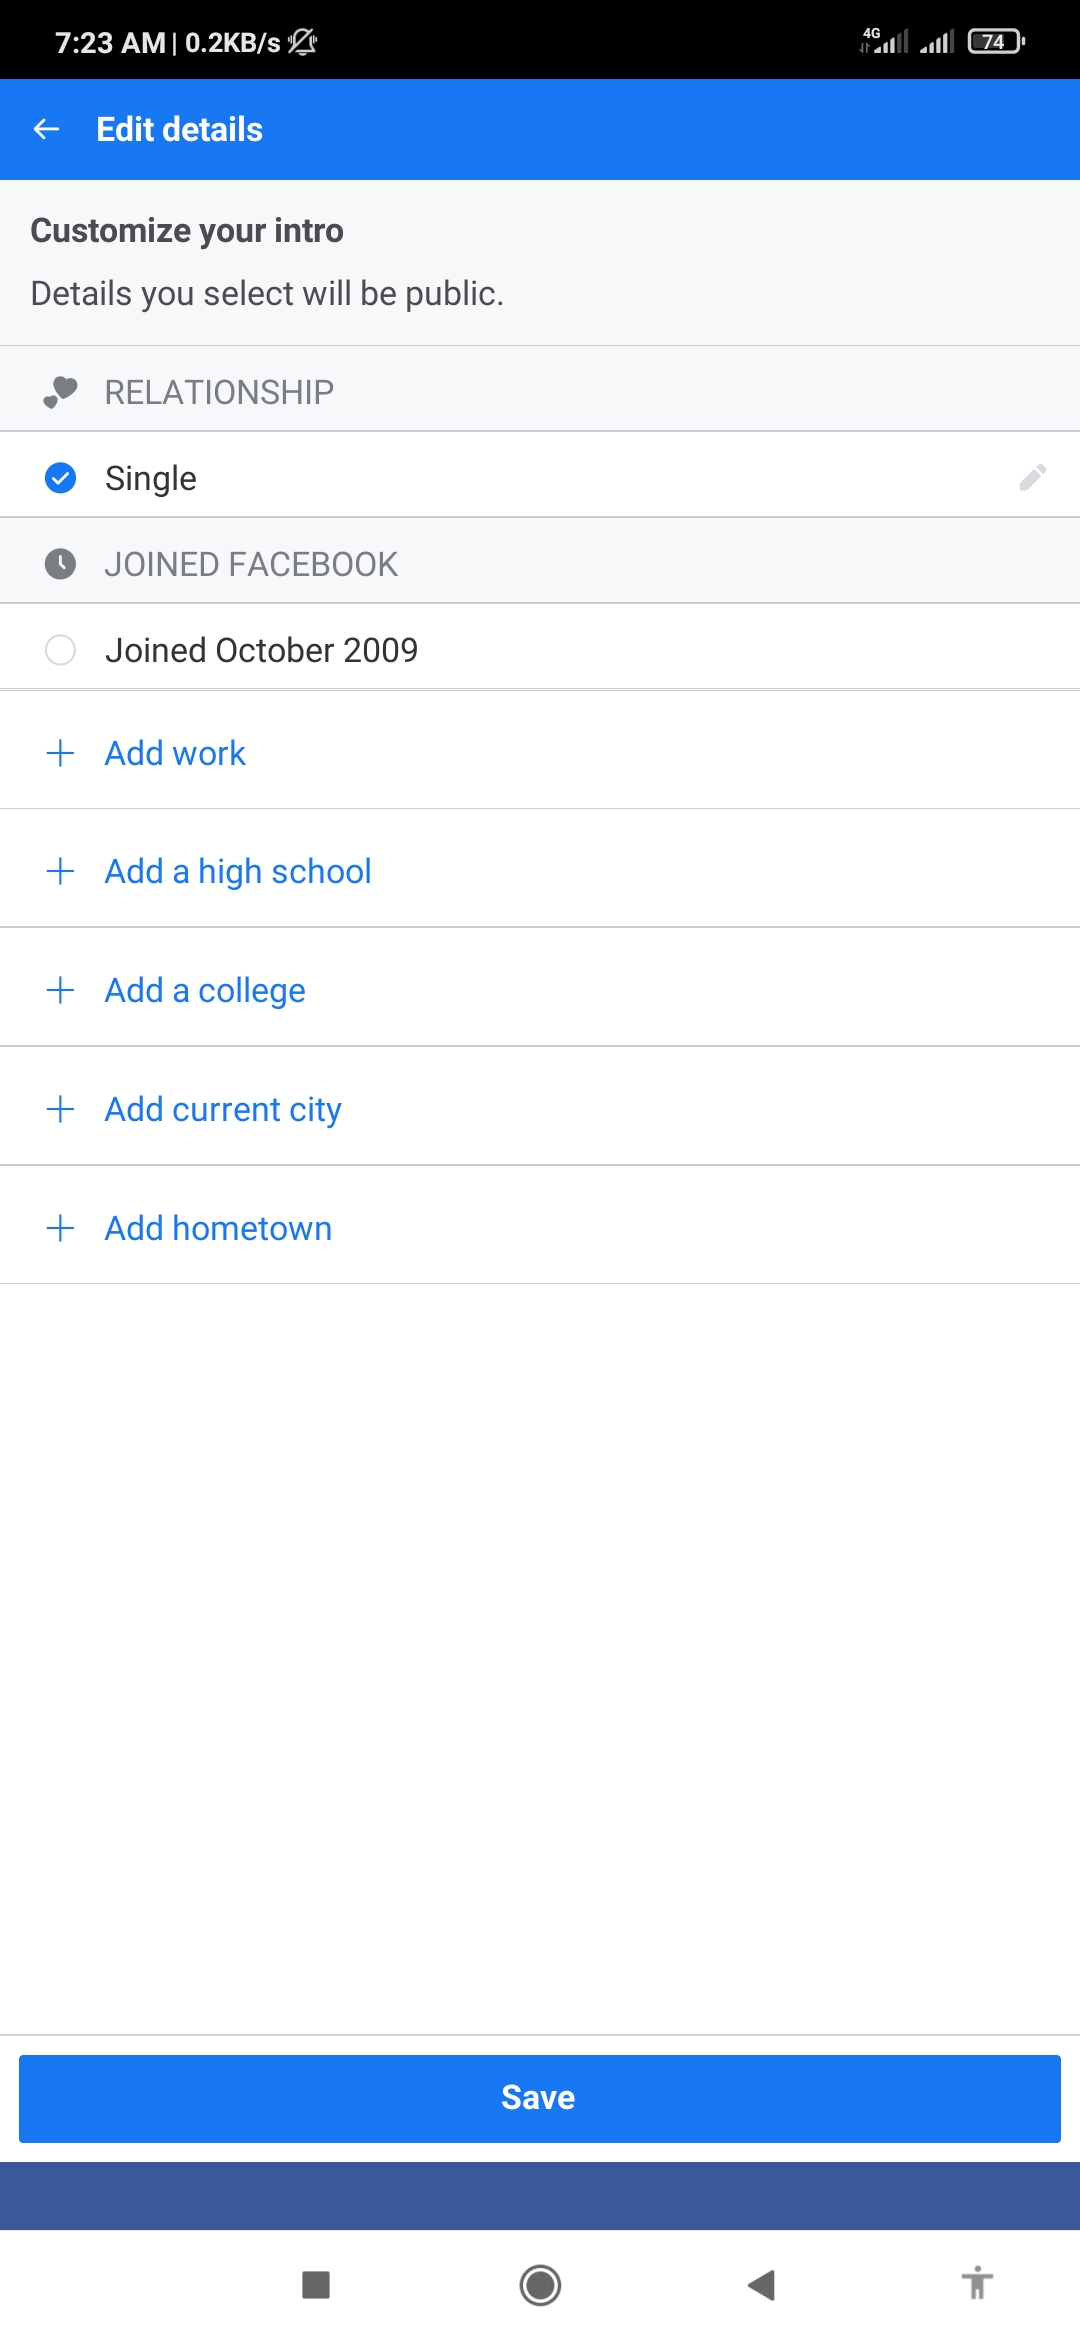 7:23 AM | 0.2KB/s
4G
74
Edit details
Customize your intro
Details you select will be public.
RELATIONSHIP
Single
JOINED FACEBOOK
Joined October 2009
Add work
Add a high school
Add a college
Add current city
Add hometown
Save